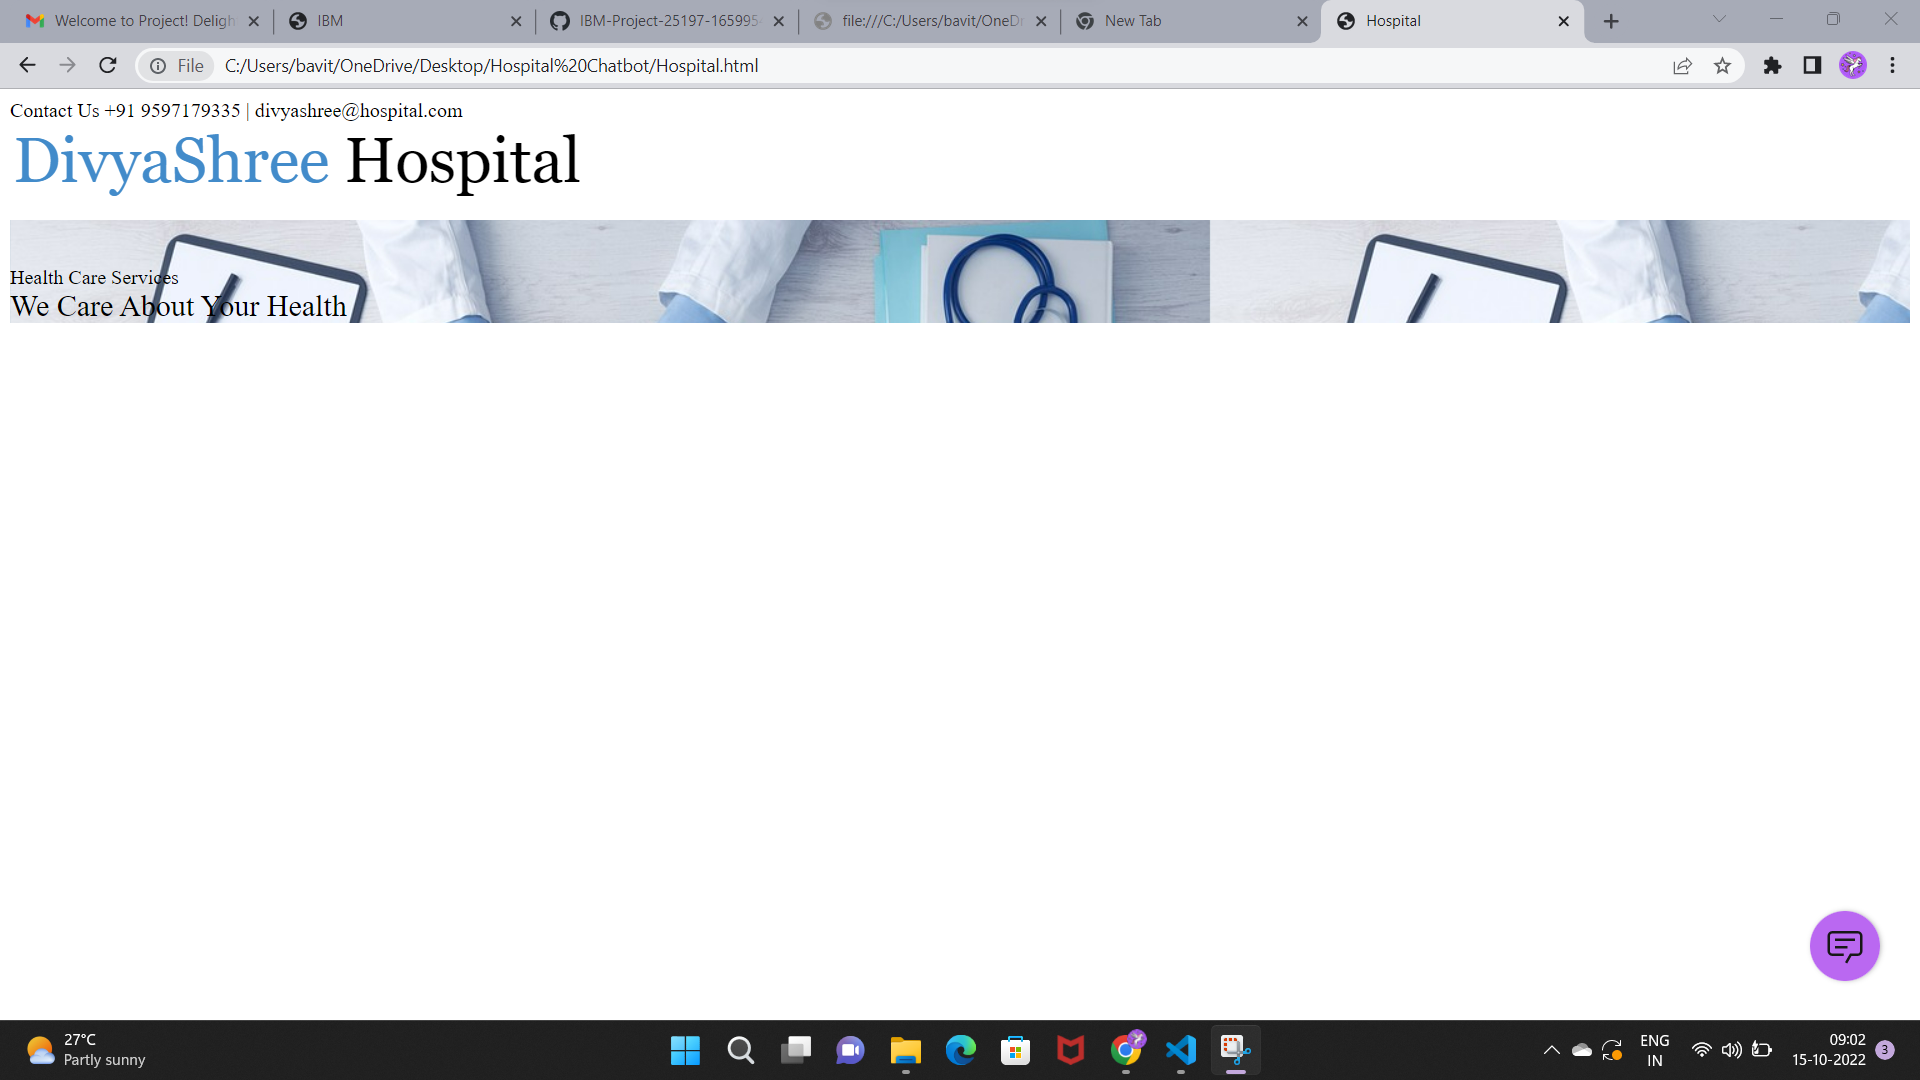 Welcome to Project! Deligh
IBM
IBM-Project-25197-165995
file:///C:/Users/bavit/OneDr
New Tab
Hospital
File
C:/Users/bavit/OneDrive/Desktop/Hospital%20Chatbot/Hospital.html
Contact Us +91 9597179335 | divyashree@hospital.com
DivyaShree Hospital
Health Care Services
We Care About Your Health
27°C
Partly sunny
ENG
IN
09:02
15-10-2022
3